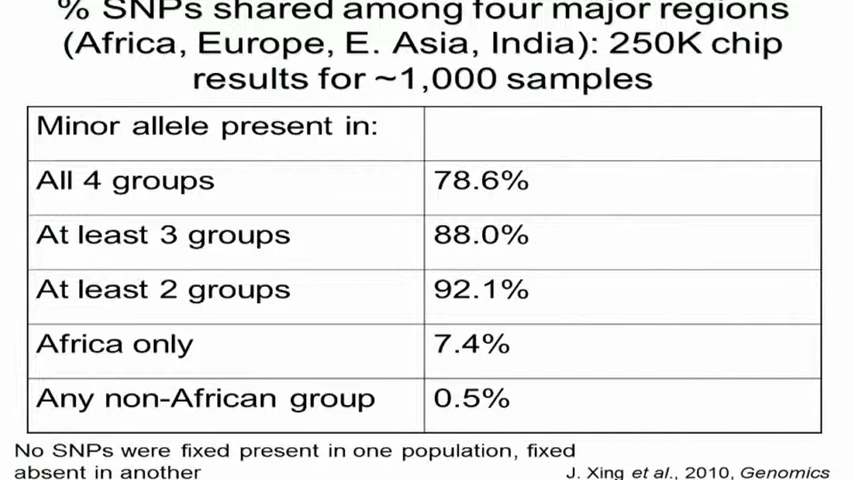 % SNPs shared among four major regions
(Africa, Europe, E. Asia, India): 250K chip
results for ~1,000 samples
Minor allele present in:
All 4 groups 78.6%
At least 3 groups 88.0%
At least 2 groups 92.1%
Africa only 7.4%
Any non-African group 0.5%
No SNPs were fixed present in one population, fixed
absent in another
J. Xing et al., 2010, Genomics